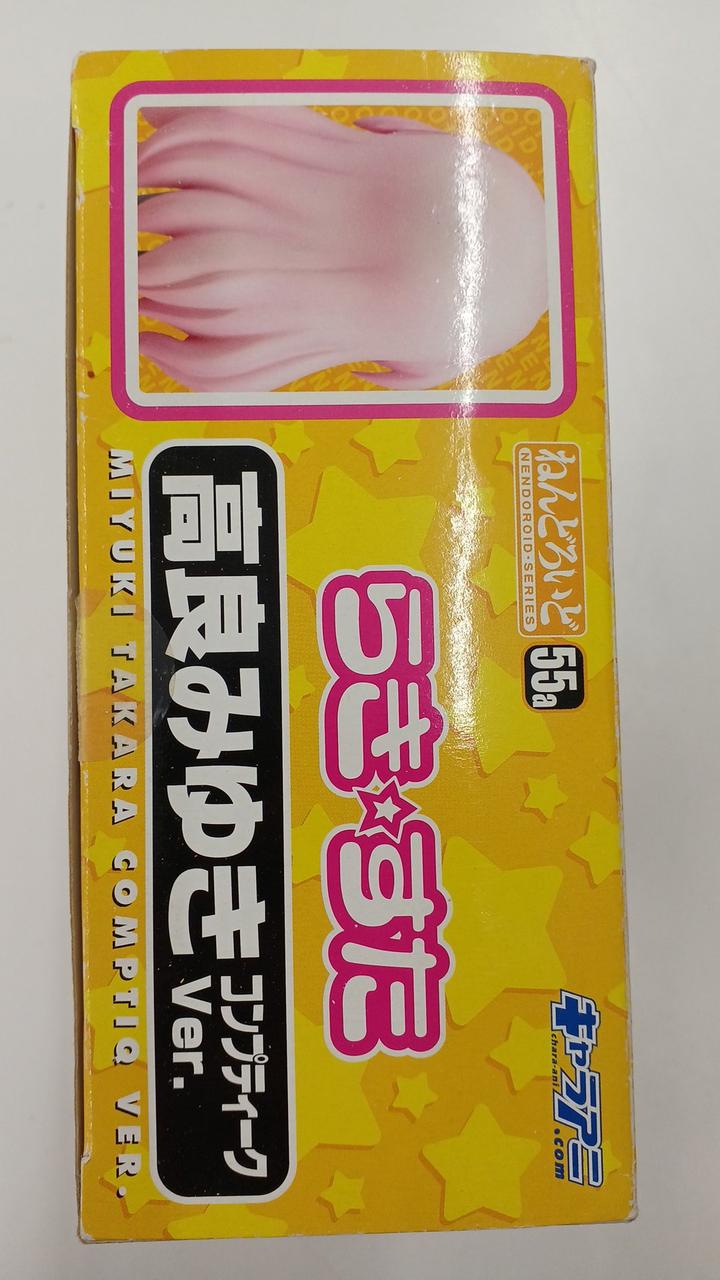 ねんどろいど
NENDOROID・SERIES
55a
らき☆すた
高良みゆき コンプティーク Ver.
MIYUKI TAKARA COMPTIQ VER.
キャラアニ
chara-ani
.com